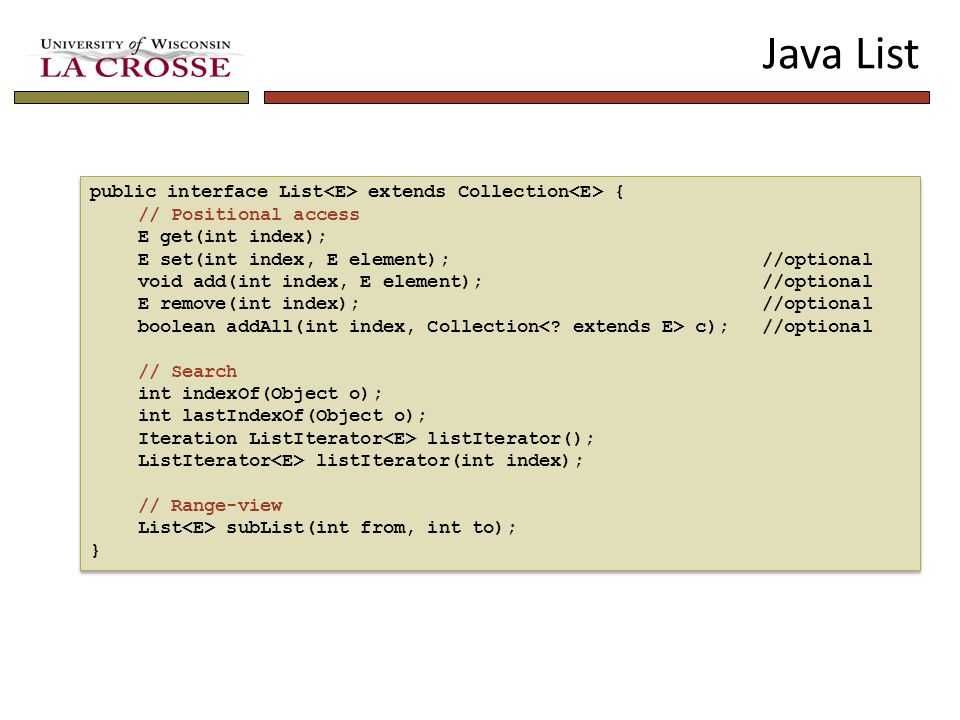 UNIVERSITY of WISCONSIN
LA CROSSE
Java List
public interface List<E> extends Collection<E> {
// Positional access
E get(int index);
E set(int index, E element); //optional
void add(int index, E element); //optional
E remove(int index); //optional
boolean addAll(int index, Collection<? extends E> c); //optional
// Search
int indexOf(Object o);
int lastIndexOf(Object o);
Iteration ListIterator<E> listIterator();
ListIterator<E> listIterator(int index);
// Range-view
List<E> subList(int from, int to);
}